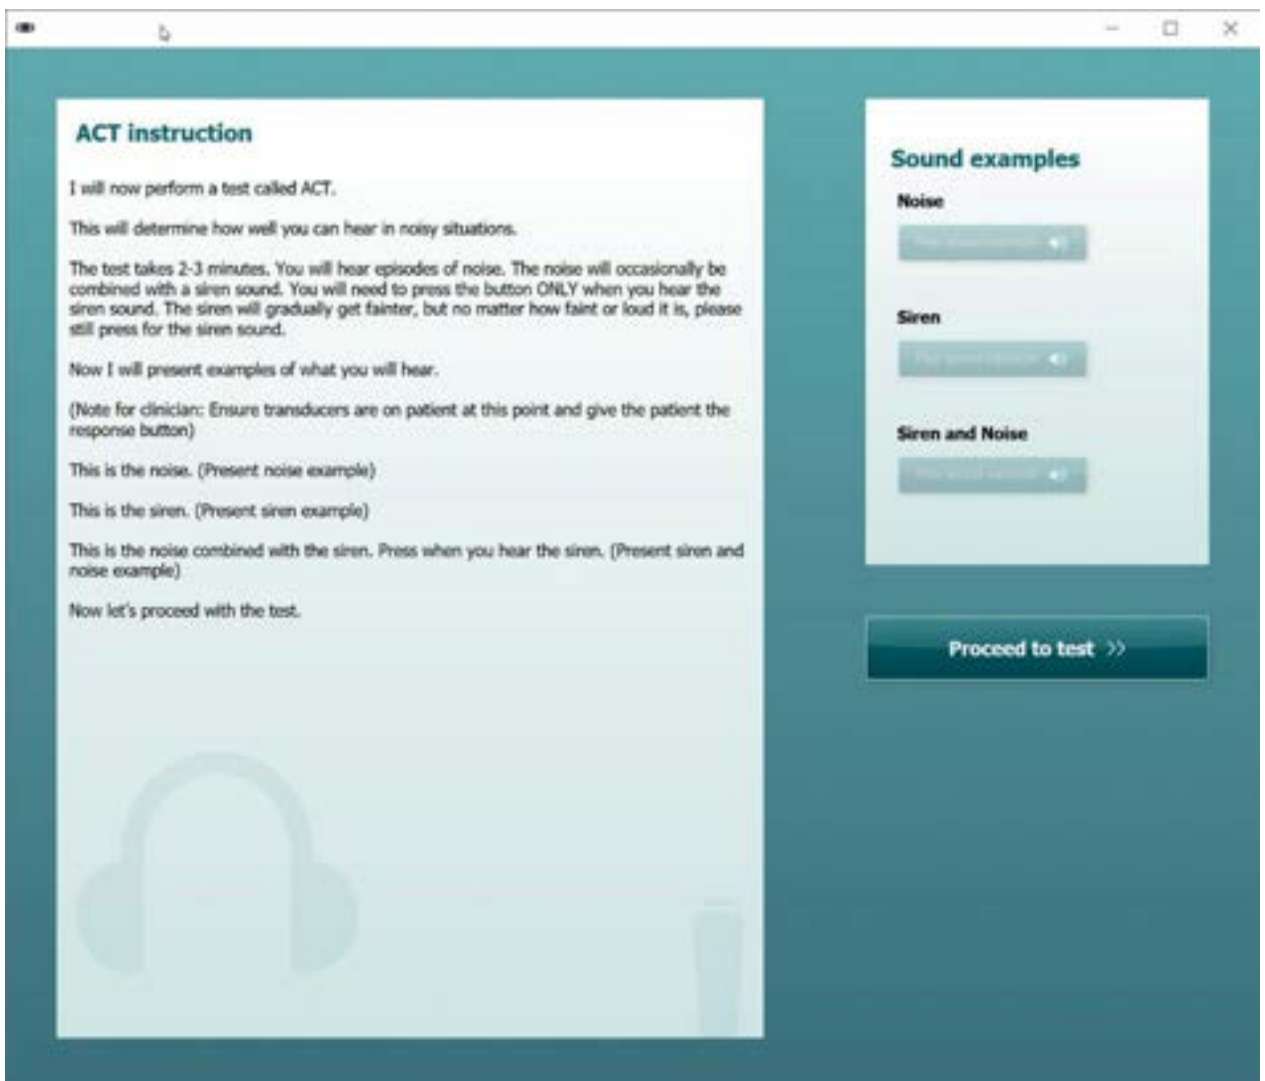 ACT instruction
I will now perform a test called ACT.
This will determine how well you can hear in noisy situations.
The test takes 2-3 minutes. You will hear episodes of noise. The noise will occasionally be
combined with a siren sound. You will need to press the button ONLY when you hear the
siren sound. The siren will gradually get fainter, but no matter how faint or loud it is, please
still press for the siren sound.
Now I will present examples of what you will hear.
(Note for clinician: Ensure transducers are on patient at this point and give the patient the
response button)
This is the noise. (Present noise example)
This is the siren. (Present siren example)
This is the noise combined with the siren. Press when you hear the siren. (Present siren and
noise example)
Now let's proceed with the test.
Sound examples
Noise
Siren
Siren and Noise
Proceed to test >>